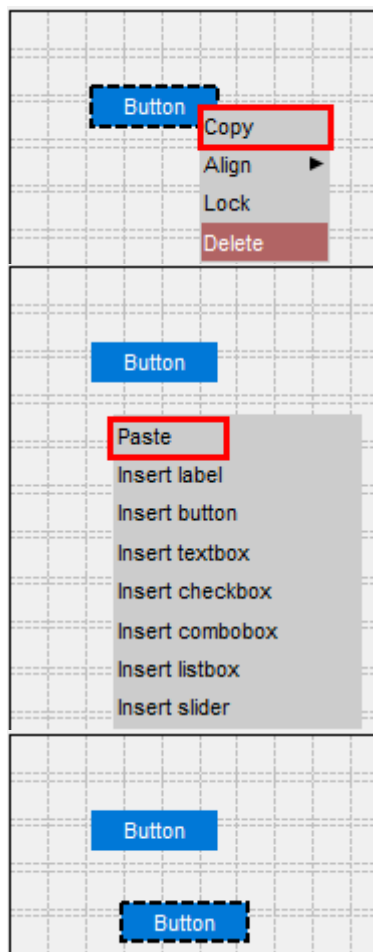 Button
Copy
Align
Lock
Delete
Button
Paste
Insert label
Insert button
Insert textbox
Insert checkbox
Insert combobox
Insert listbox
Insert slider
Button
Button